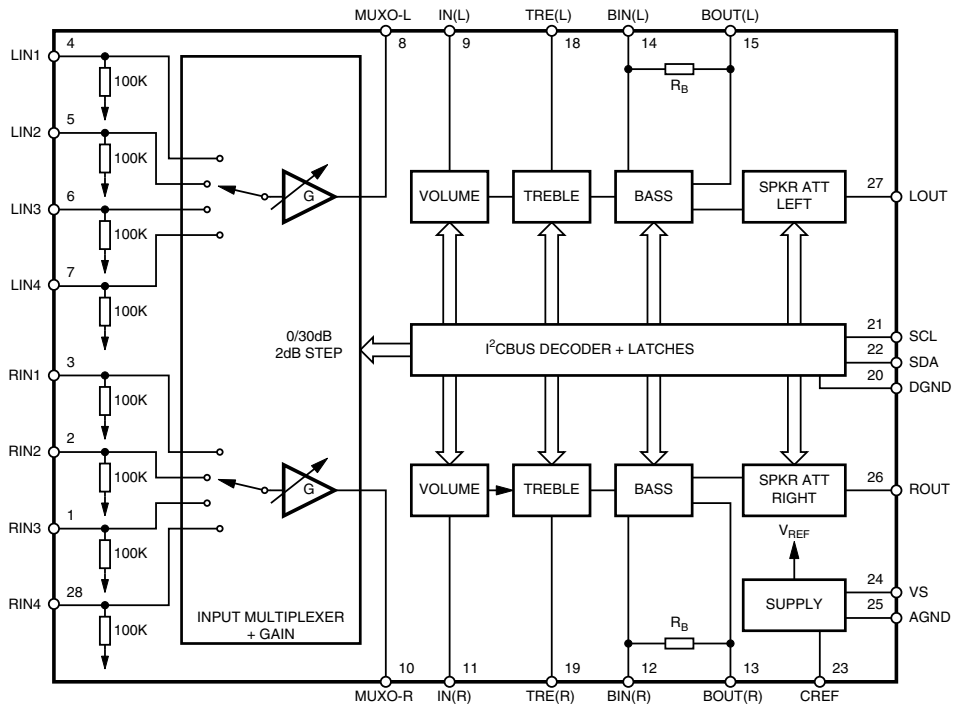 MUXO-L IN(L) TRE(L) BIN(L) BOUT(L)
8 9 18 14 15
LIN1 4 100K
LIN2 5 100K
LIN3 6 100K
LIN4 7 100K
RIN1 3 100K
RIN2 2 100K
RIN3 1 100K
RIN4 28 100K
G
0/30dB
2dB STEP
G
INPUT MULTIPLEXER
+ GAIN
RB
VOLUME TREBLE BASS SPKR ATT
LEFT
27 LOUT
I²CBUS DECODER + LATCHES
21 SCL
22 SDA
20 DGND
VOLUME TREBLE BASS SPKR ATT
RIGHT
26 ROUT
VREF
SUPPLY
24 VS
25 AGND
RB
10 11 19 12 13 23
MUXO-R IN(R) TRE(R) BIN(R) BOUT(R) CREF